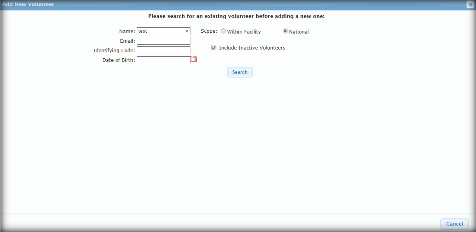 Add New Volunteer
Please search for an existing volunteer before adding a new one:
Name: test
Scope: Within Facility National
Email:
Identifying Code:
Include Inactive Volunteers
Date of Birth:
Search
Cancel